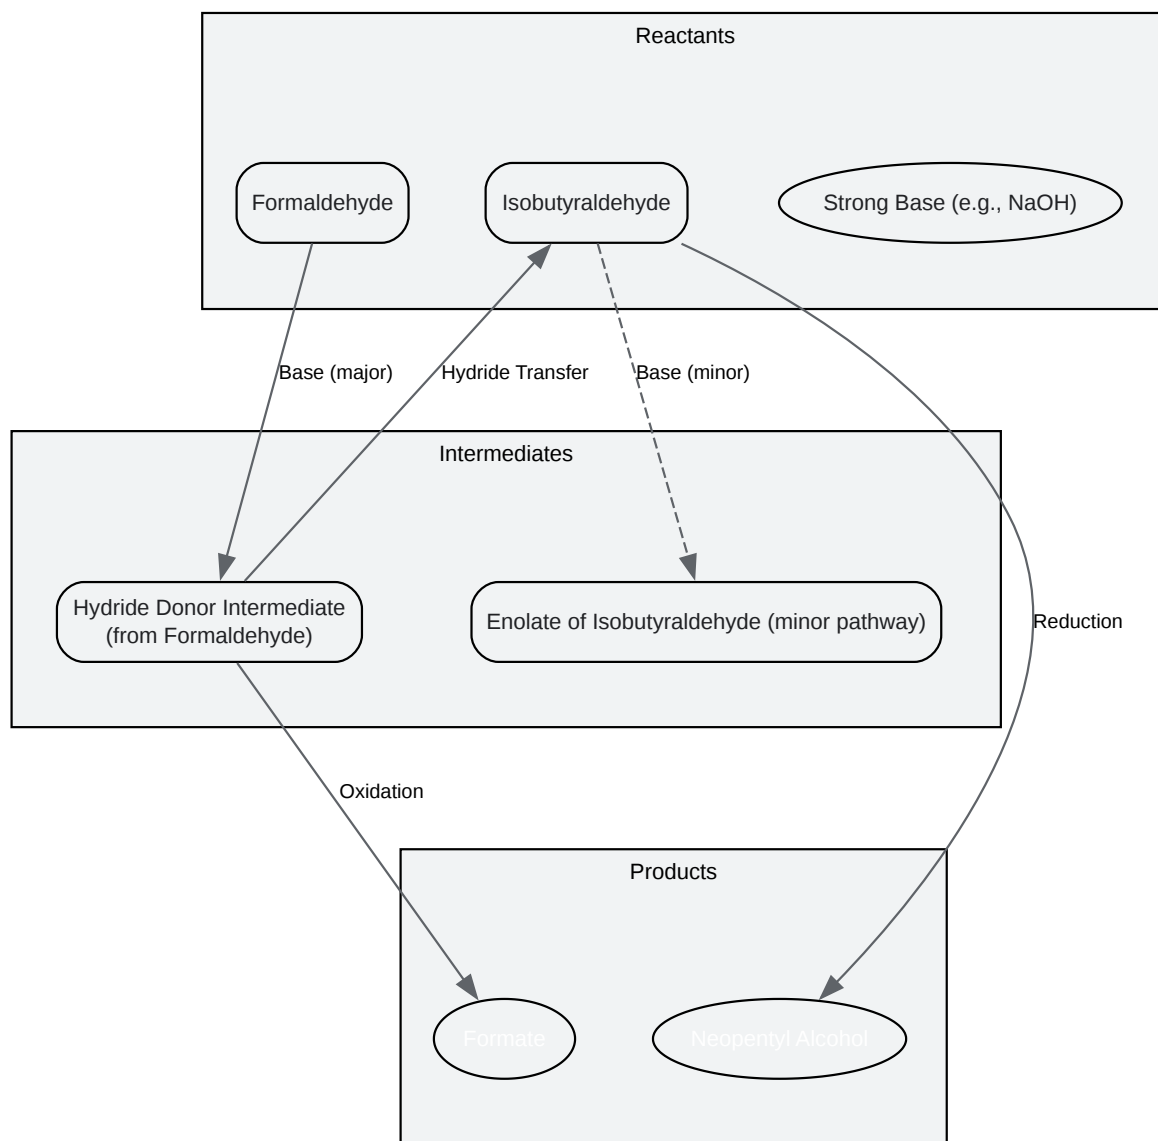 Reactants
Formaldehyde
Isobutyraldehyde
Strong Base (e.g., NaOH)
Base (major)
Hydride Transfer
Base (minor)
Intermediates
Hydride Donor Intermediate
(from Formaldehyde)
Enolate of Isobutyraldehyde (minor pathway)
Reduction
Oxidation
Products
Formate
Neopentyl Alcohol